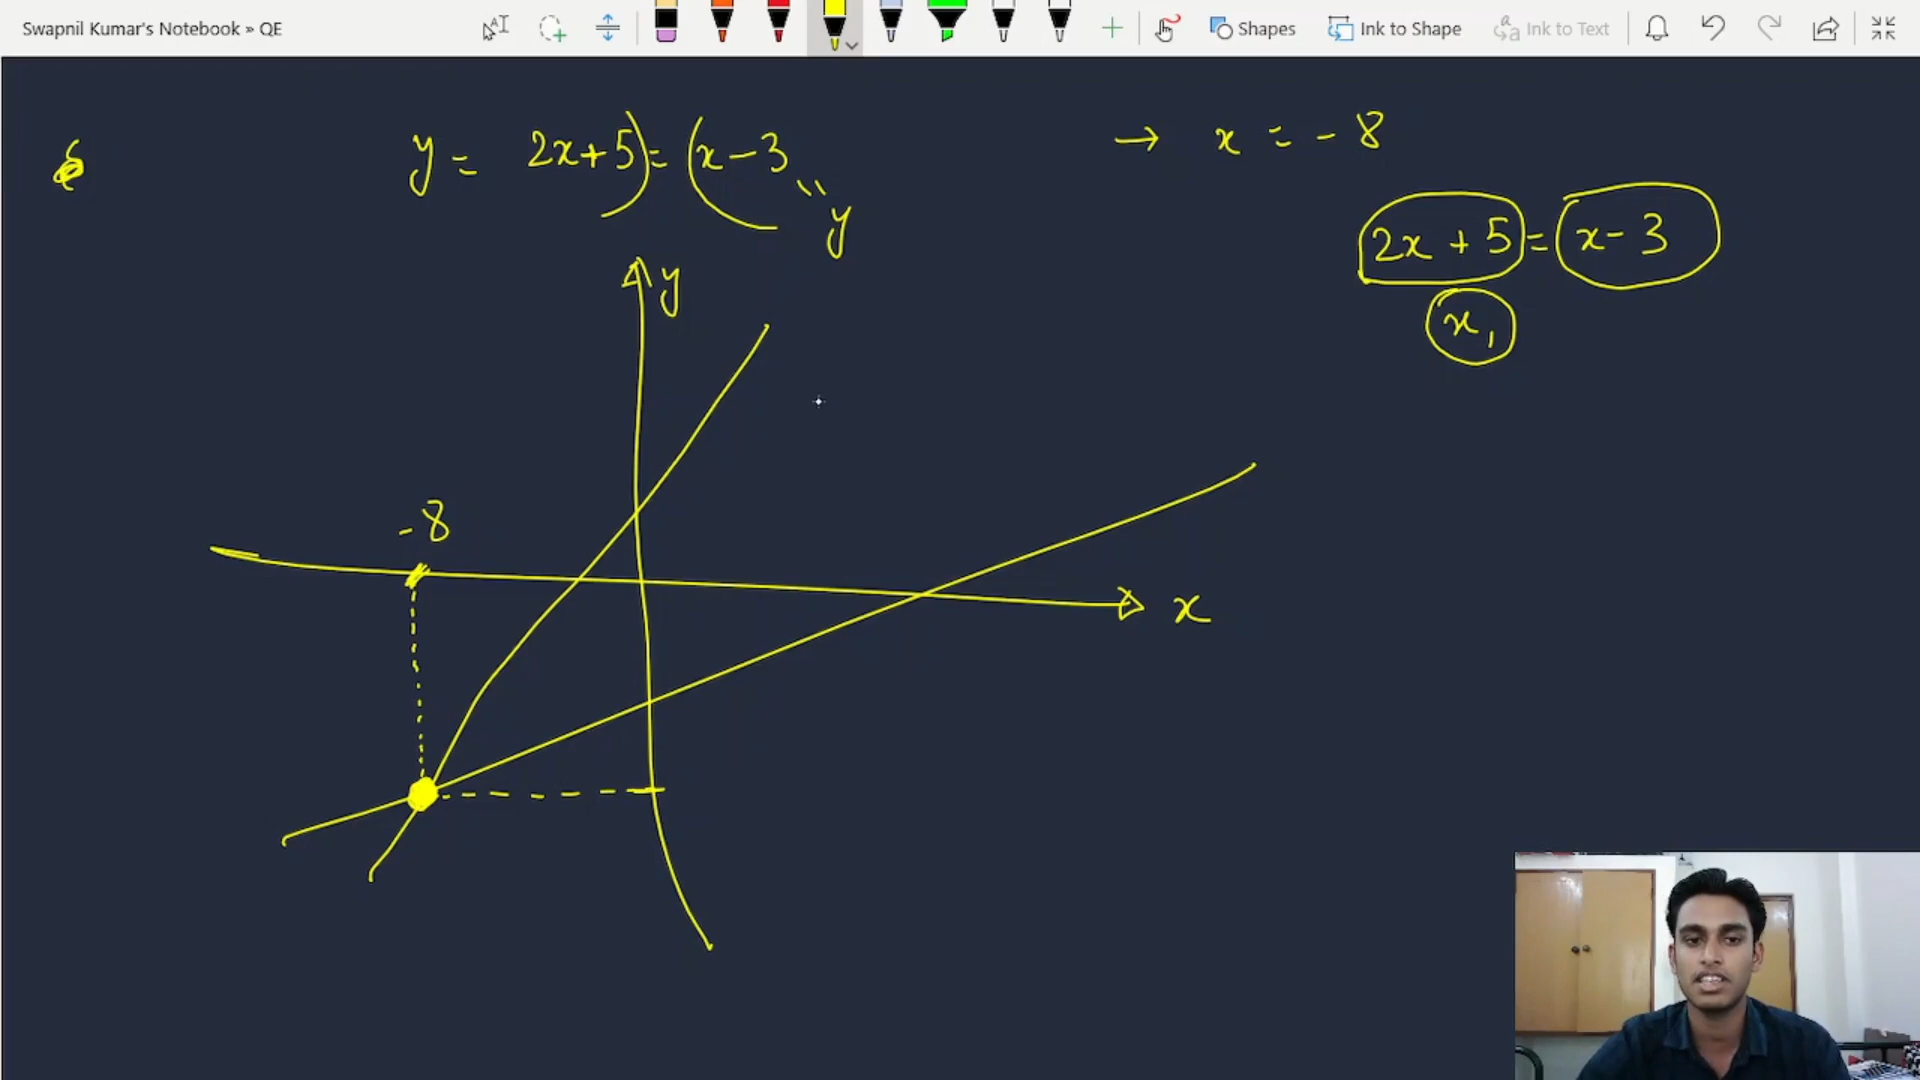 Swapnil Kumar's Notebook » QE
Shapes
Ink to Shape
Ink to Text
y = 2x+5) = (x-3
" y
→ x = -8
2x + 5 = x-3
x₁
y
-8
x